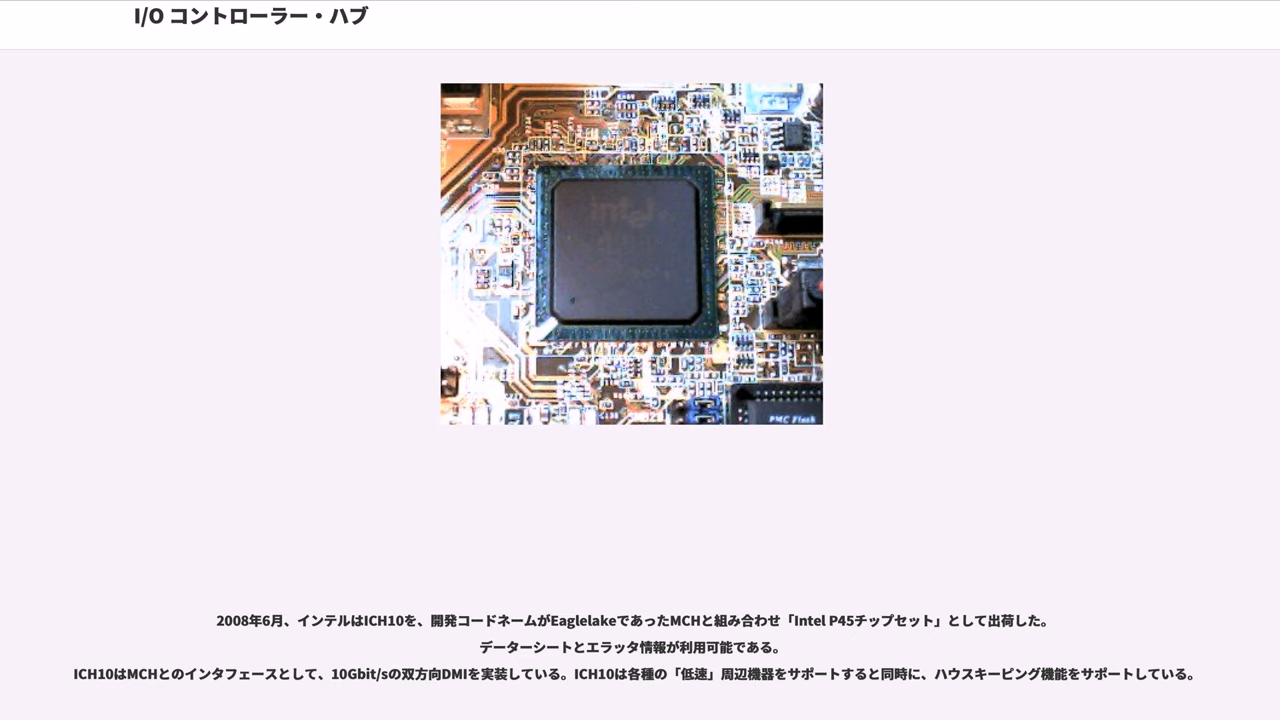 I/O コントローラー・ハブ
intel
PMC Flash
2008年6月、インテルはICH10を、開発コードネームがEaglelakeであったMCHと組み合わせ「Intel P45チップセット」として出荷した。
データーシートとエラッタ情報が利用可能である。
ICH10はMCHとのインタフェースとして、10Gbit/sの双方向DMIを実装している。ICH10は各種の「低速」周辺機器をサポートすると同時に、ハウスキーピング機能をサポートしている。